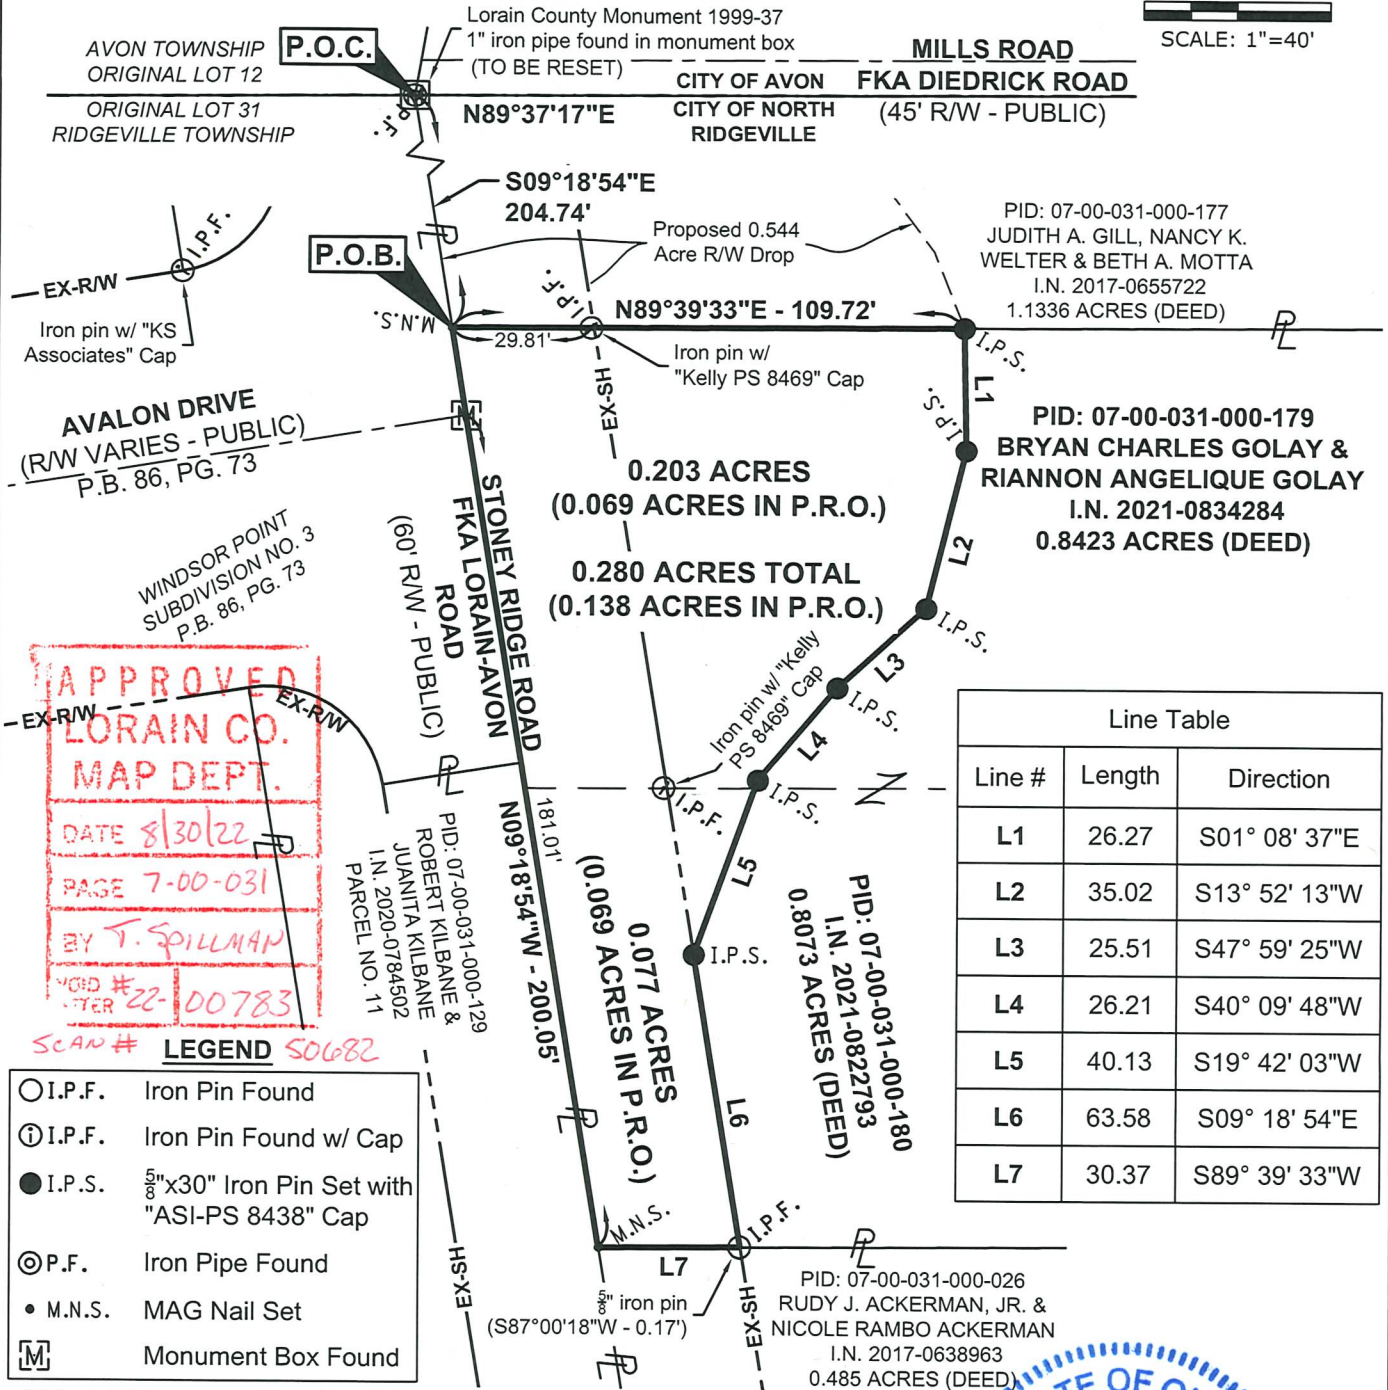 Lorain County Monument 1999-37
1" iron pipe found in monument box
(TO BE RESET)
SCALE: 1"=40'
AVON TOWNSHIP
ORIGINAL LOT 12
P.O.C.
MILLS ROAD
CITY OF AVON
FKA DIEDRICK ROAD
ORIGINAL LOT 31
RIDGEVILLE TOWNSHIP
P.F.
N89°37'17"E
CITY OF NORTH
RIDGEVILLE
(45' R/W - PUBLIC)
S09°18'54"E
204.74'
PL
I.P.F.
EX-R/W
Iron pin w/ "KS
Associates" Cap
P.O.B.
Proposed 0.544
Acre R/W Drop
PID: 07-00-031-000-177
JUDITH A. GILL, NANCY K.
WELTER & BETH A. MOTTA
I.N. 2017-0655722
1.1336 ACRES (DEED)
I.P.F.
N89°39'33"E - 109.72'
M.N.S.
29.81'
Iron pin w/
"Kelly PS 8469" Cap
I.P.S.
PL
EX-SH
L1
I.P.S.
AVALON DRIVE
(R/W VARIES - PUBLIC)
P.B. 86, PG. 73
M
PID: 07-00-031-000-179
BRYAN CHARLES GOLAY &
RIANNON ANGELIQUE GOLAY
I.N. 2021-0834284
0.8423 ACRES (DEED)
0.203 ACRES
(0.069 ACRES IN P.R.O.)
0.280 ACRES TOTAL
(0.138 ACRES IN P.R.O.)
L2
I.P.S.
STONEY RIDGE ROAD
FKA LORAIN-AVON
ROAD
(60' R/W - PUBLIC)
WINDSOR POINT
SUBDIVISION NO. 3
P.B. 86, PG. 73
L3
I.P.S.
Iron pin w/ "Kelly
PS 8469" Cap
L4
I.P.S.
I.P.F.
EX-R/W
EX-R/W
PL
APPROVED
LORAIN CO.
MAP DEPT.
DATE 8/30/22
PL
PAGE 7-00-031
BY T. SPILLMAN
22-00783
SCAN # 50682
181.01'
N09°18'54"W - 200.05'
PID: 07-00-031-000-129
ROBERT KILBANE &
JUANITA KILBANE
I.N. 2020-0784502
PARCEL NO. 11
L5
I.P.S.
0.077 ACRES
(0.069 ACRES IN P.R.O.)
PID: 07-00-031-000-180
I.N. 2021-0822793
0.8073 ACRES (DEED)
L6
PL
Line Table
Line # Length Direction
L1 26.27 S01° 08' 37"E
L2 35.02 S13° 52' 13"W
L3 25.51 S47° 59' 25"W
L4 26.21 S40° 09' 48"W
L5 40.13 S19° 42' 03"W
L6 63.58 S09° 18' 54"E
L7 30.37 S89° 39' 33"W
LEGEND
I.P.F. Iron Pin Found
I.P.F. Iron Pin Found w/ Cap
I.P.S. 5/8"x30" Iron Pin Set with
"ASI-PS 8438" Cap
P.F. Iron Pipe Found
M.N.S. MAG Nail Set
M Monument Box Found
EX-SH
M.N.S.
I.P.F.
L7
PL
5/8" iron pin
(S87°00'18"W - 0.17')
EX-SH
PL
PID: 07-00-031-000-026
RUDY J. ACKERMAN, JR. &
NICOLE RAMBO ACKERMAN
I.N. 2017-0638963
0.485 ACRES (DEED)